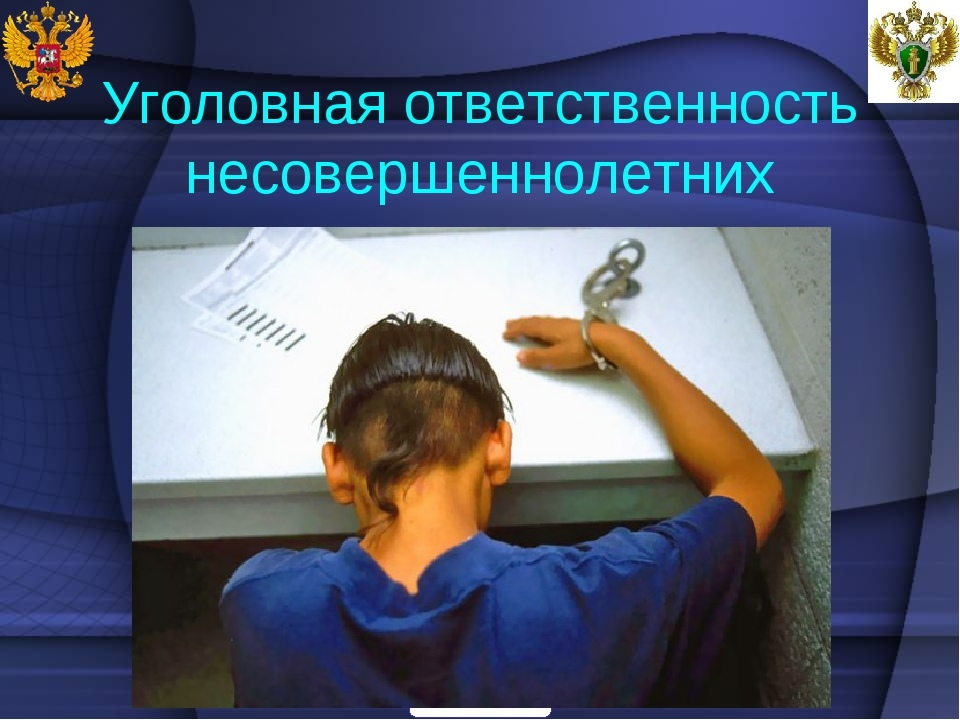 Уголовная ответственность
несовершеннолетних